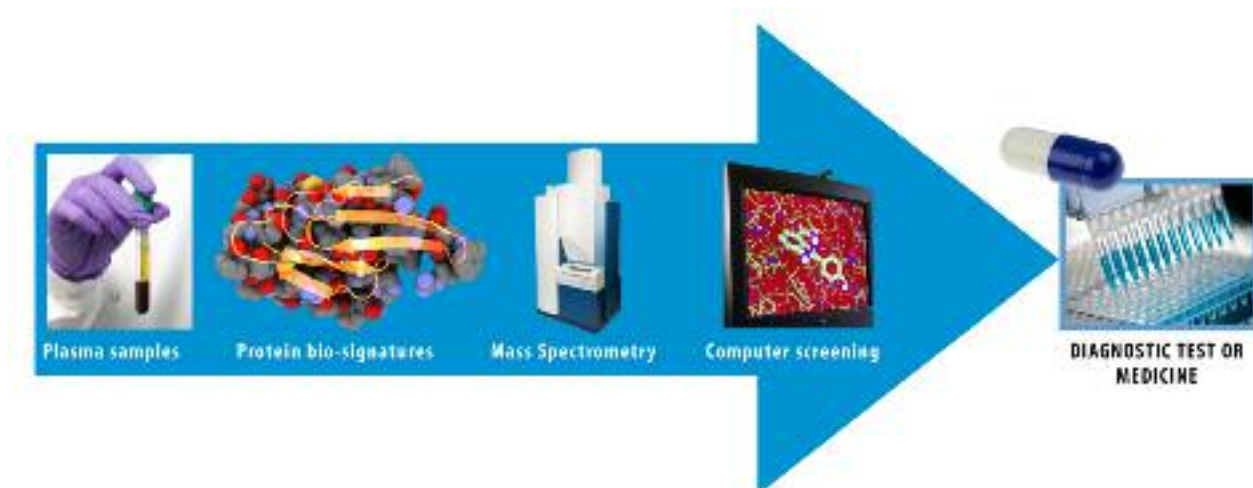 Plasma samples
Protein bio-signatures
Mass Spectrometry
Computer screening
DIAGNOSTIC TEST OR
MEDICINE